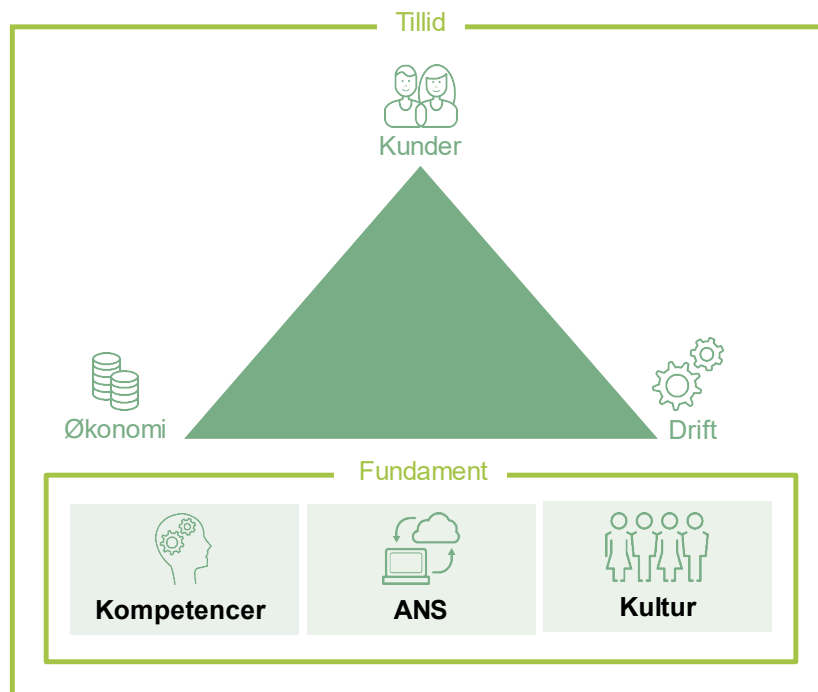 Tillid
Kunder
Økonomi
Drift
Fundament
Kompetencer
ANS
Kultur